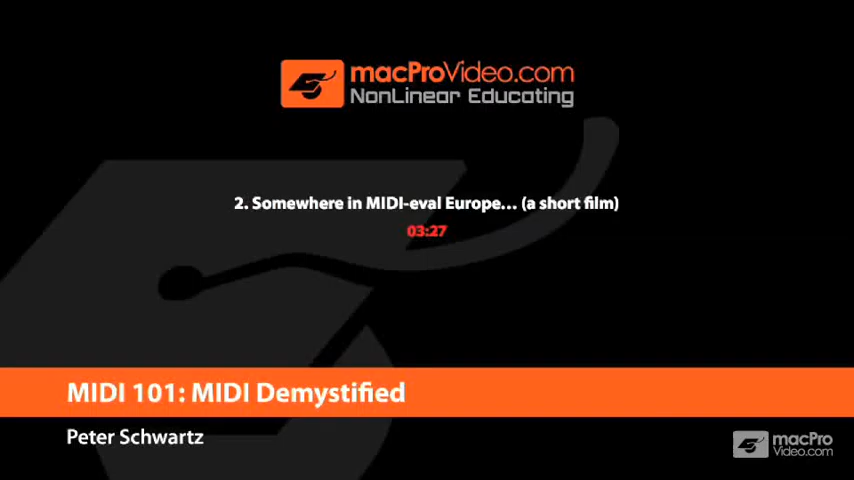 macProVideo.com
NonLinear Educating
2. Somewhere in MIDI-eval Europe... (a short film)
03:27
MIDI 101: MIDI Demystified
Peter Schwartz
macPro
Video.com